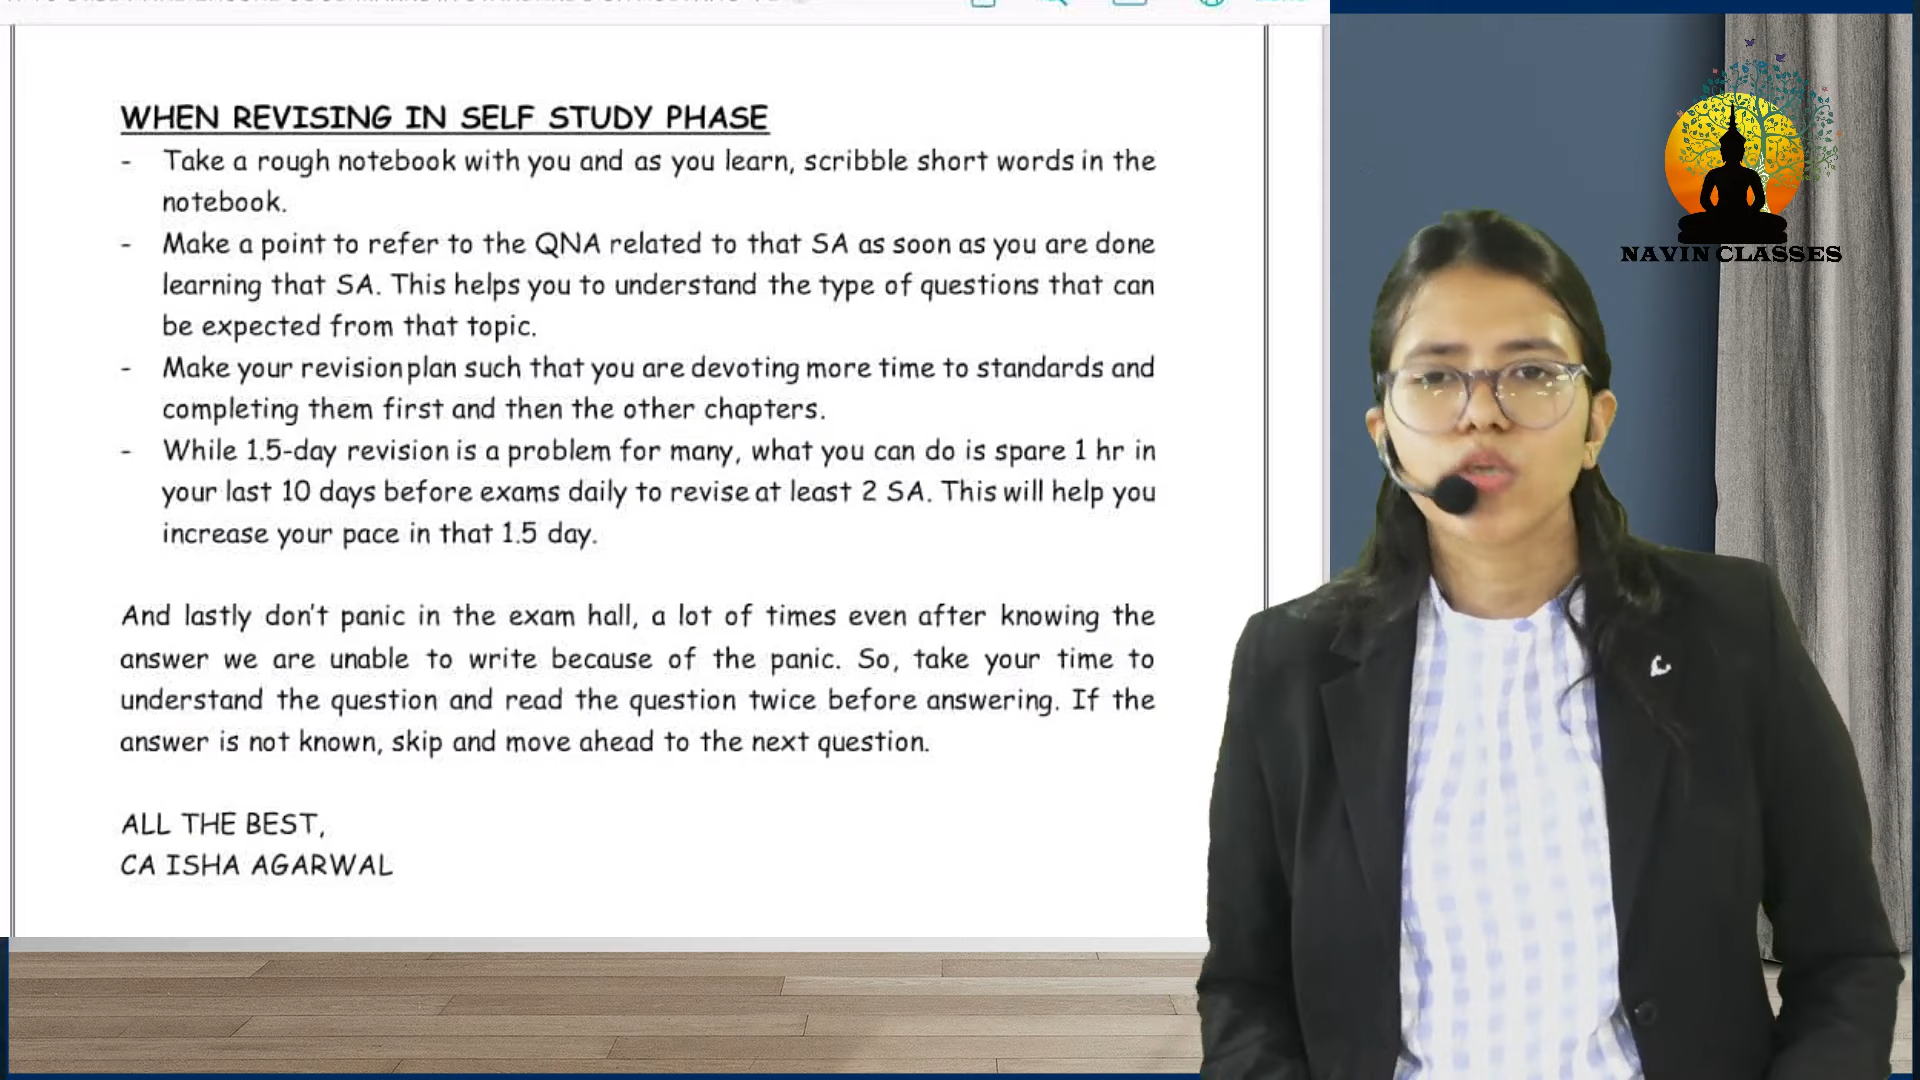 WHEN REVISING IN SELF STUDY PHASE
- Take a rough notebook with you and as you learn, scribble short words in the
notebook.
- Make a point to refer to the QNA related to that SA as soon as you are done
learning that SA. This helps you to understand the type of questions that can
be expected from that topic.
- Make your revision plan such that you are devoting more time to standards and
completing them first and then the other chapters.
- While 1.5-day revision is a problem for many, what you can do is spare 1 hr in
your last 10 days before exams daily to revise at least 2 SA. This will help you
increase your pace in that 1.5 day.
And lastly don't panic in the exam hall, a lot of times even after knowing the
answer we are unable to write because of the panic. So, take your time to
understand the question and read the question twice before answering. If the
answer is not known, skip and move ahead to the next question.
ALL THE BEST,
CA ISHA AGARWAL
NAVIN CLASSES